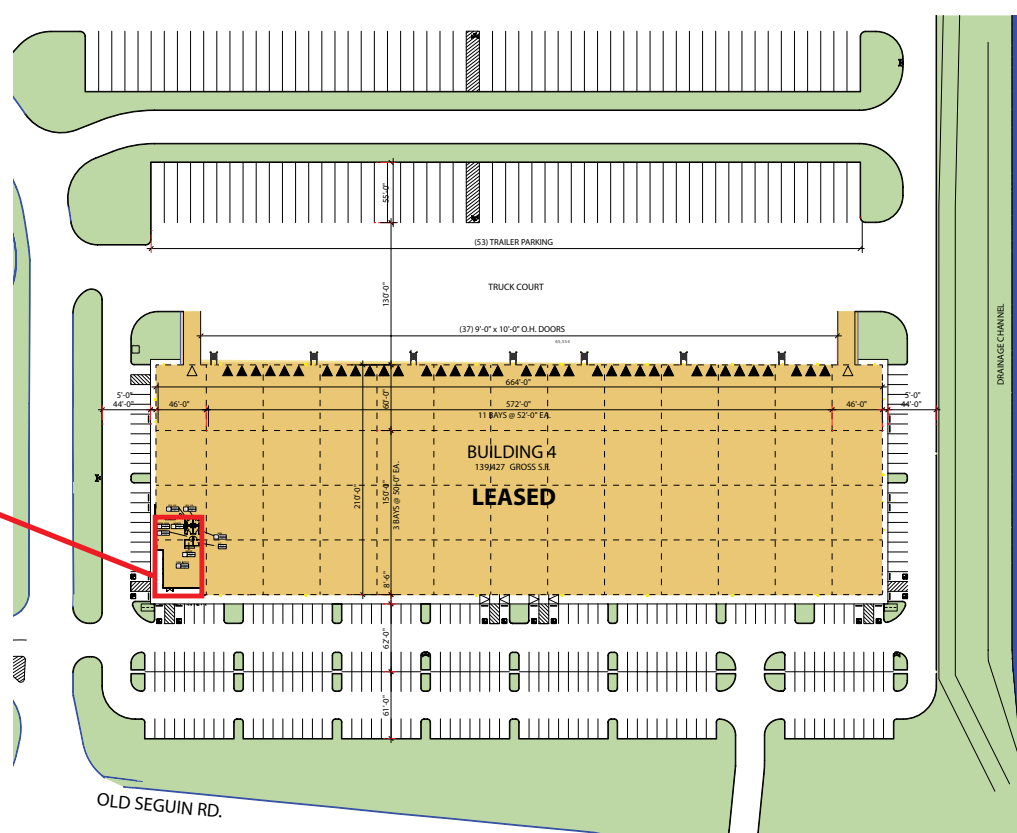 55'-0"
(53) TRAILER PARKING
TRUCK COURT
130'-0"
(37) 9'-0" x 10'-0" O.H. DOORS
DRAINAGE CHANNEL
664'-0"
5'-0"
44'-0"
46'-0"
60'-0"
572'-0"
11 BAYS @ 52'-0" EA.
46'-0"
5'-0"
44'-0"
BUILDING 4
139,427 GROSS S.F.
LEASED
210'-0"
150'-0"
3 BAYS @ 50'-0" EA.
8'-6"
62'-0"
61'-0"
OLD SEGUIN RD.